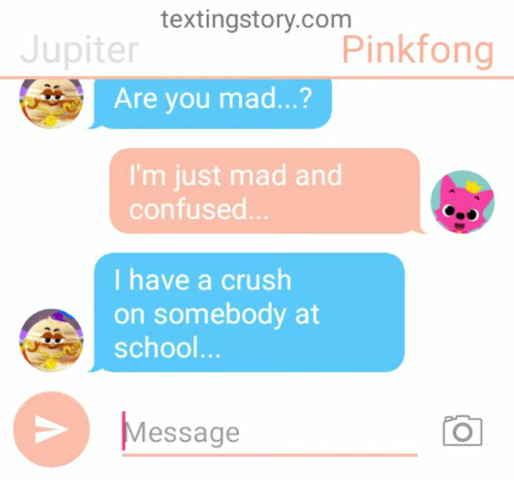 textingstory.com
Jupiter
Pinkfong
Are you mad...?
I'm just mad and
confused...
I have a crush
on somebody at
school...
Message